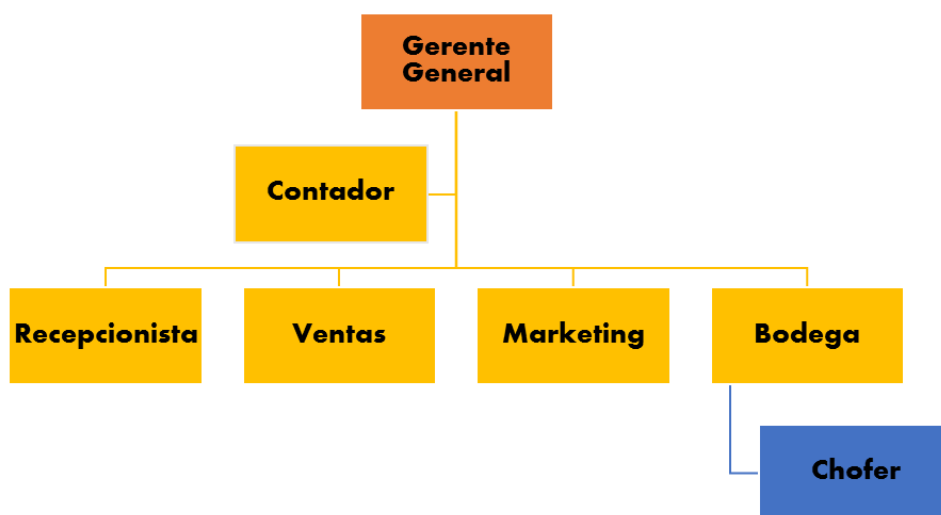 Gerente
General
Contador
Recepcionista
Ventas
Marketing
Bodega
Chofer